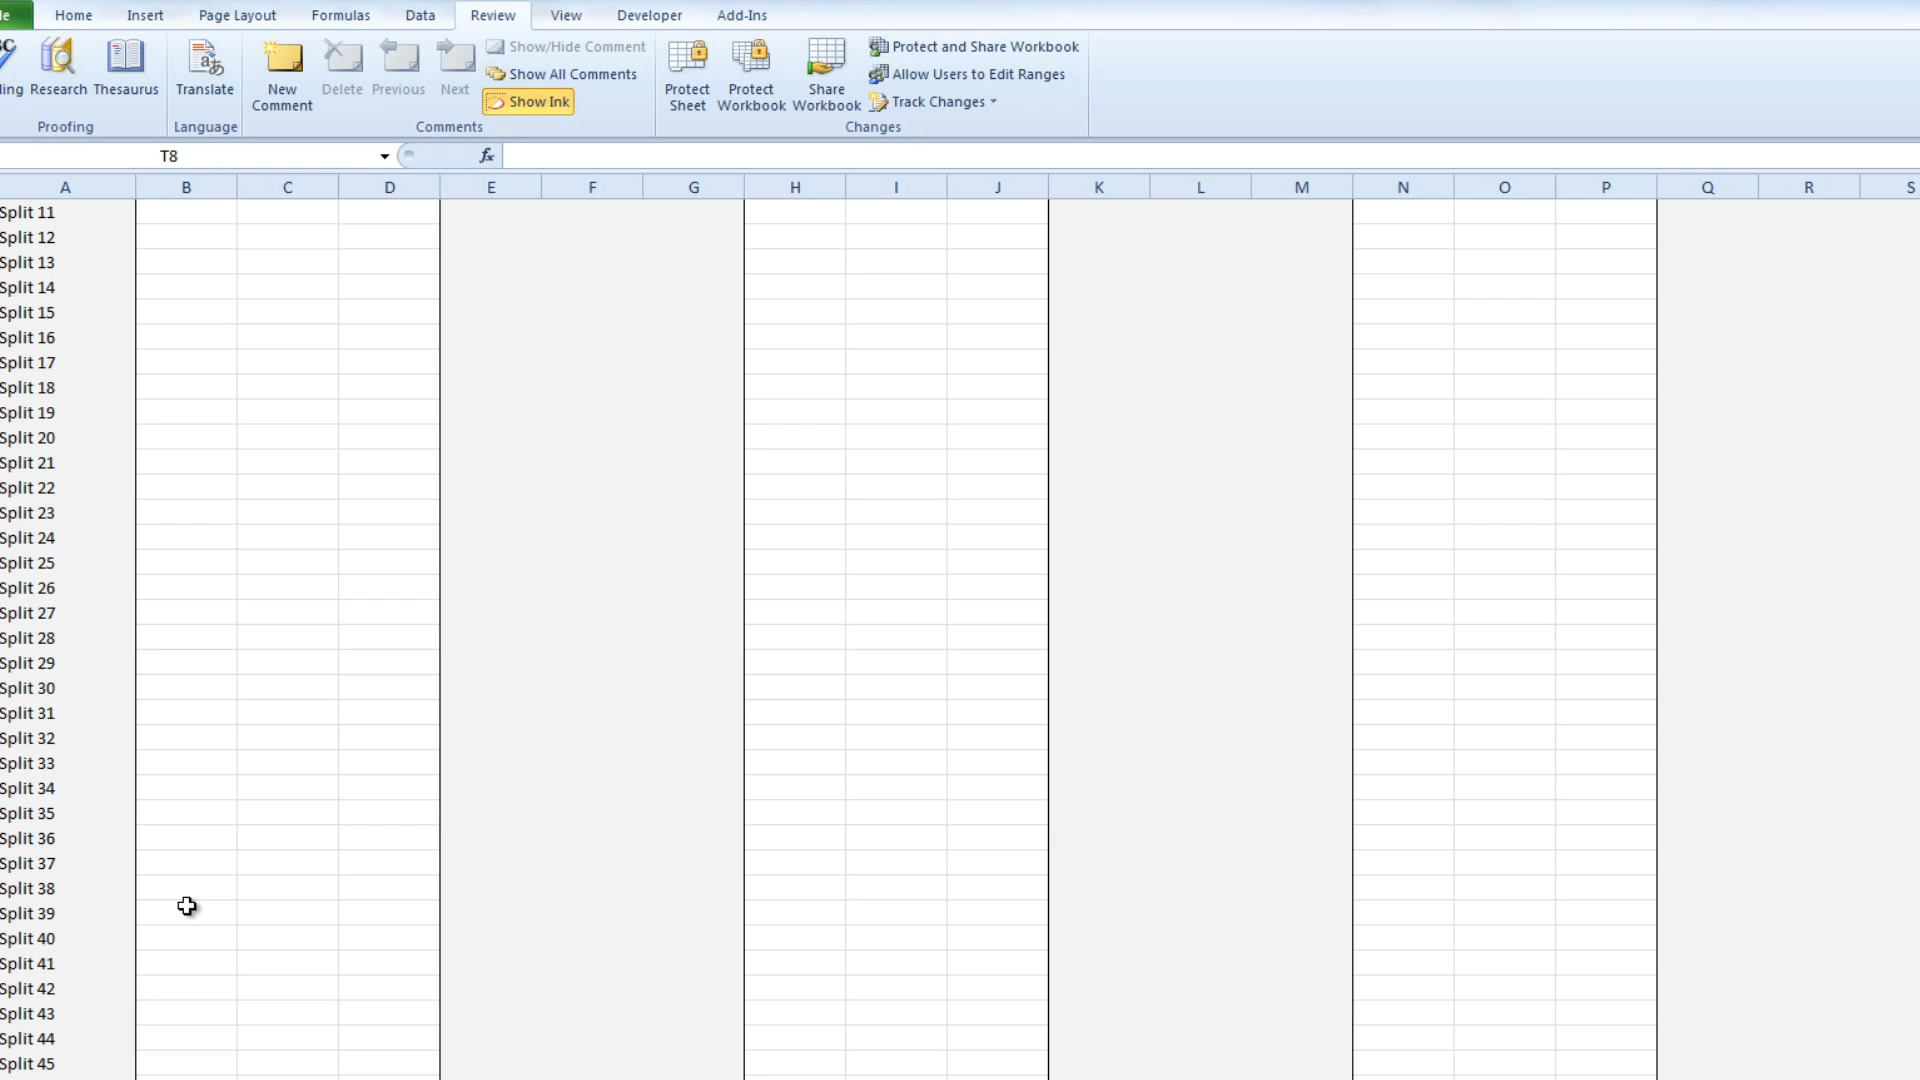 le Home Insert Page Layout Formulas Data Review View Developer Add-Ins
Show/Hide Comment
Show All Comments
Show Ink
ling Research Thesaurus Translate New Comment Delete Previous Next Protect Sheet Protect Workbook Share Workbook
Protect and Share Workbook
Allow Users to Edit Ranges
Track Changes
Proofing Language Comments Changes
T8 fx
A B C D E F G H I J K L M N O P Q R S
Split 11
Split 12
Split 13
Split 14
Split 15
Split 16
Split 17
Split 18
Split 19
Split 20
Split 21
Split 22
Split 23
Split 24
Split 25
Split 26
Split 27
Split 28
Split 29
Split 30
Split 31
Split 32
Split 33
Split 34
Split 35
Split 36
Split 37
Split 38
Split 39
Split 40
Split 41
Split 42
Split 43
Split 44
Split 45